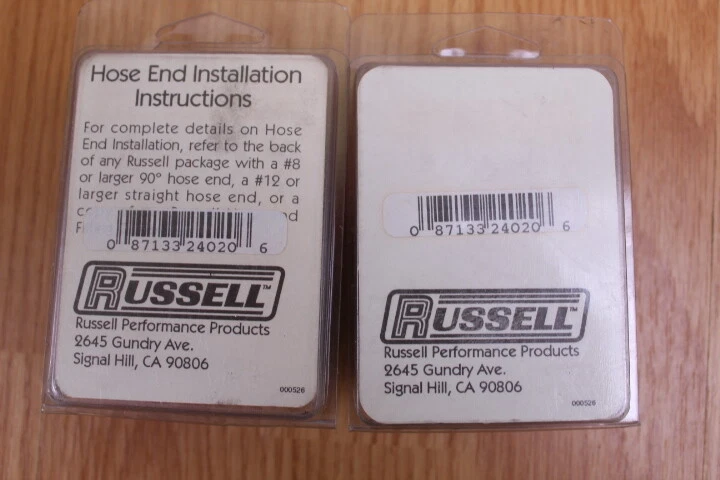 Hose End Installation
Instructions
For complete details on Hose
End Installation, refer to the back
of any Russell package with a #8
or larger 90° hose end, a #12 or
larger straight hose end, or a
0 87133 24020 6
RUSSELL™
Russell Performance Products
2645 Gundry Ave.
Signal Hill, CA 90806
000526
0 87133 24020 6
RUSSELL™
Russell Performance Products
2645 Gundry Ave.
Signal Hill, CA 90806
000526